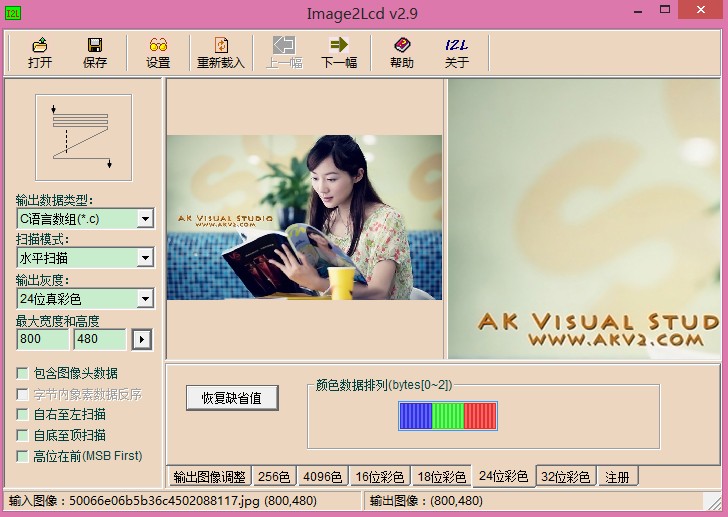 I2L
Image2Lcd v2.9
打开 保存 设置 重新载入 上一幅 下一幅 I2L 帮助 关于
输出数据类型:
C语言数组(*.c)
扫描模式:
水平扫描
输出灰度:
24位真彩色
最大宽度和高度
800 480
包含图像头数据
字节内象素数据反序
自右至左扫描
自底至顶扫描
高位在前(MSB First)
AK VISUAL STUDIO
WWW.AKV2.COM
AK VISUAL STUD
WWW.AKV2.COM
恢复缺省值
颜色数据排列(bytes[0~2])
输出图像调整 256色 4096色 16位彩色 18位彩色 24位彩色 32位彩色 注册
输入图像: 50066e06b5b36c4502088117.jpg (800,480)
输出图像: (800,480)